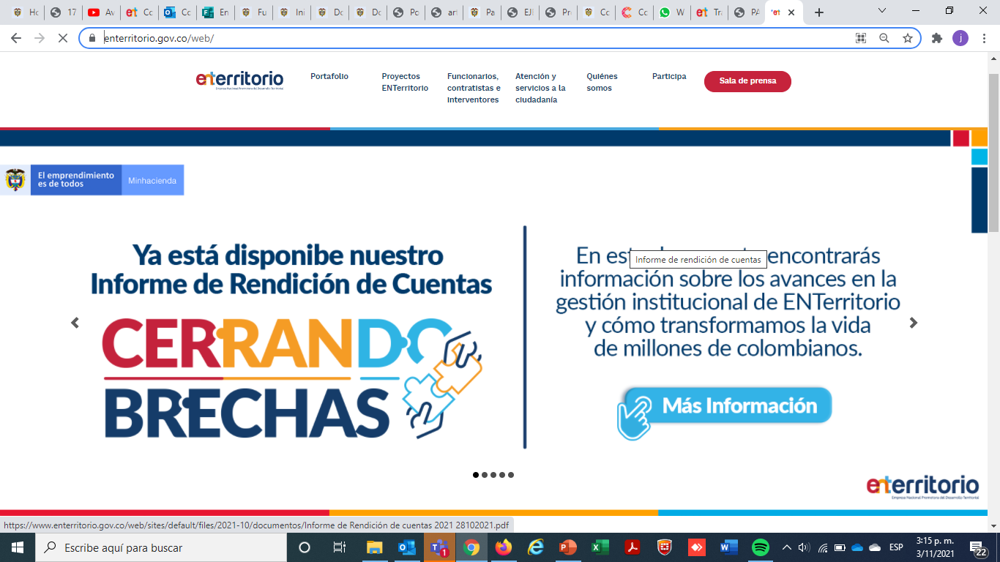 Hc
17
Av
et Cc
Cc
En
Fu
Ini
Dc
Dc
Pc
ar
Pa
EJI
Pr
Cc
Cc
W
et Tr
PA
et
enterritorio.gov.co/web/
j
enterritorio
Empresa Nacional Promotora del Desarrollo Territorial
Portafolio
Proyectos
ENTerritorio
Funcionarios,
contratistas e
interventores
Atención y
servicios a la
ciudadanía
Quiénes
somos
Participa
Sala de prensa
El emprendimiento
es de todos
Minhacienda
Ya está disponibe nuestro
Informe de Rendición de Cuentas
CERRANDO
BRECHAS
En encontrarás
Informe de rendición de cuentas
información sobre los avances en la
gestión institucional de ENTerritorio
y cómo transformamos la vida
de millones de colombianos.
Más Información
enterritorio
Empresa Nacional Promotora del Desarrollo Territorial
https://www.enterritorio.gov.co/web/sites/default/files/2021-10/documentos/Informe de Rendición de cuentas 2021 28102021.pdf
Escribe aquí para buscar
1
ESP
3:15 p. m.
3/11/2021
22